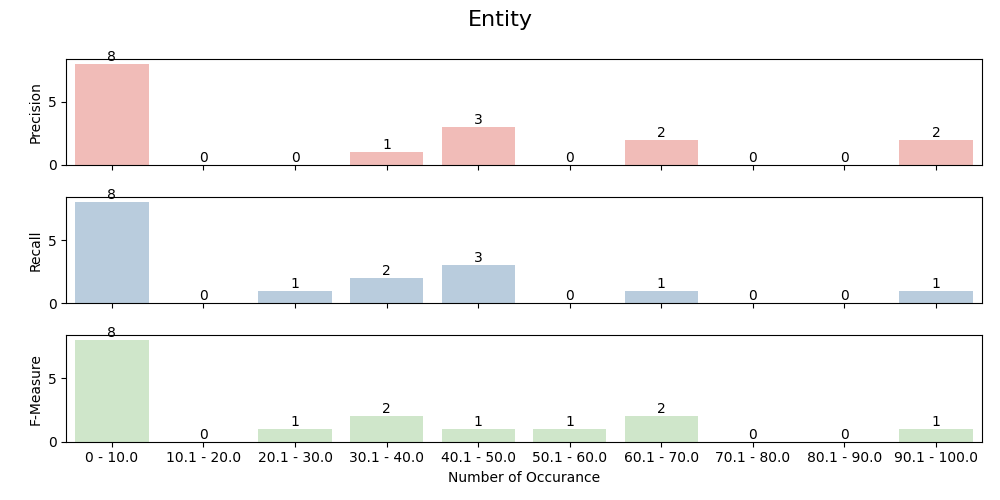 Entity
Precision
5
0
8 0 0 1 3 0 2 0 0 2
Recall
5
0
8 0 1 2 3 0 1 0 0 1
F-Measure
5
0
8 0 1 2 1 1 2 0 0 1
0 - 10.0 10.1 - 20.0 20.1 - 30.0 30.1 - 40.0 40.1 - 50.0 50.1 - 60.0 60.1 - 70.0 70.1 - 80.0 80.1 - 90.0 90.1 - 100.0
Number of Occurance